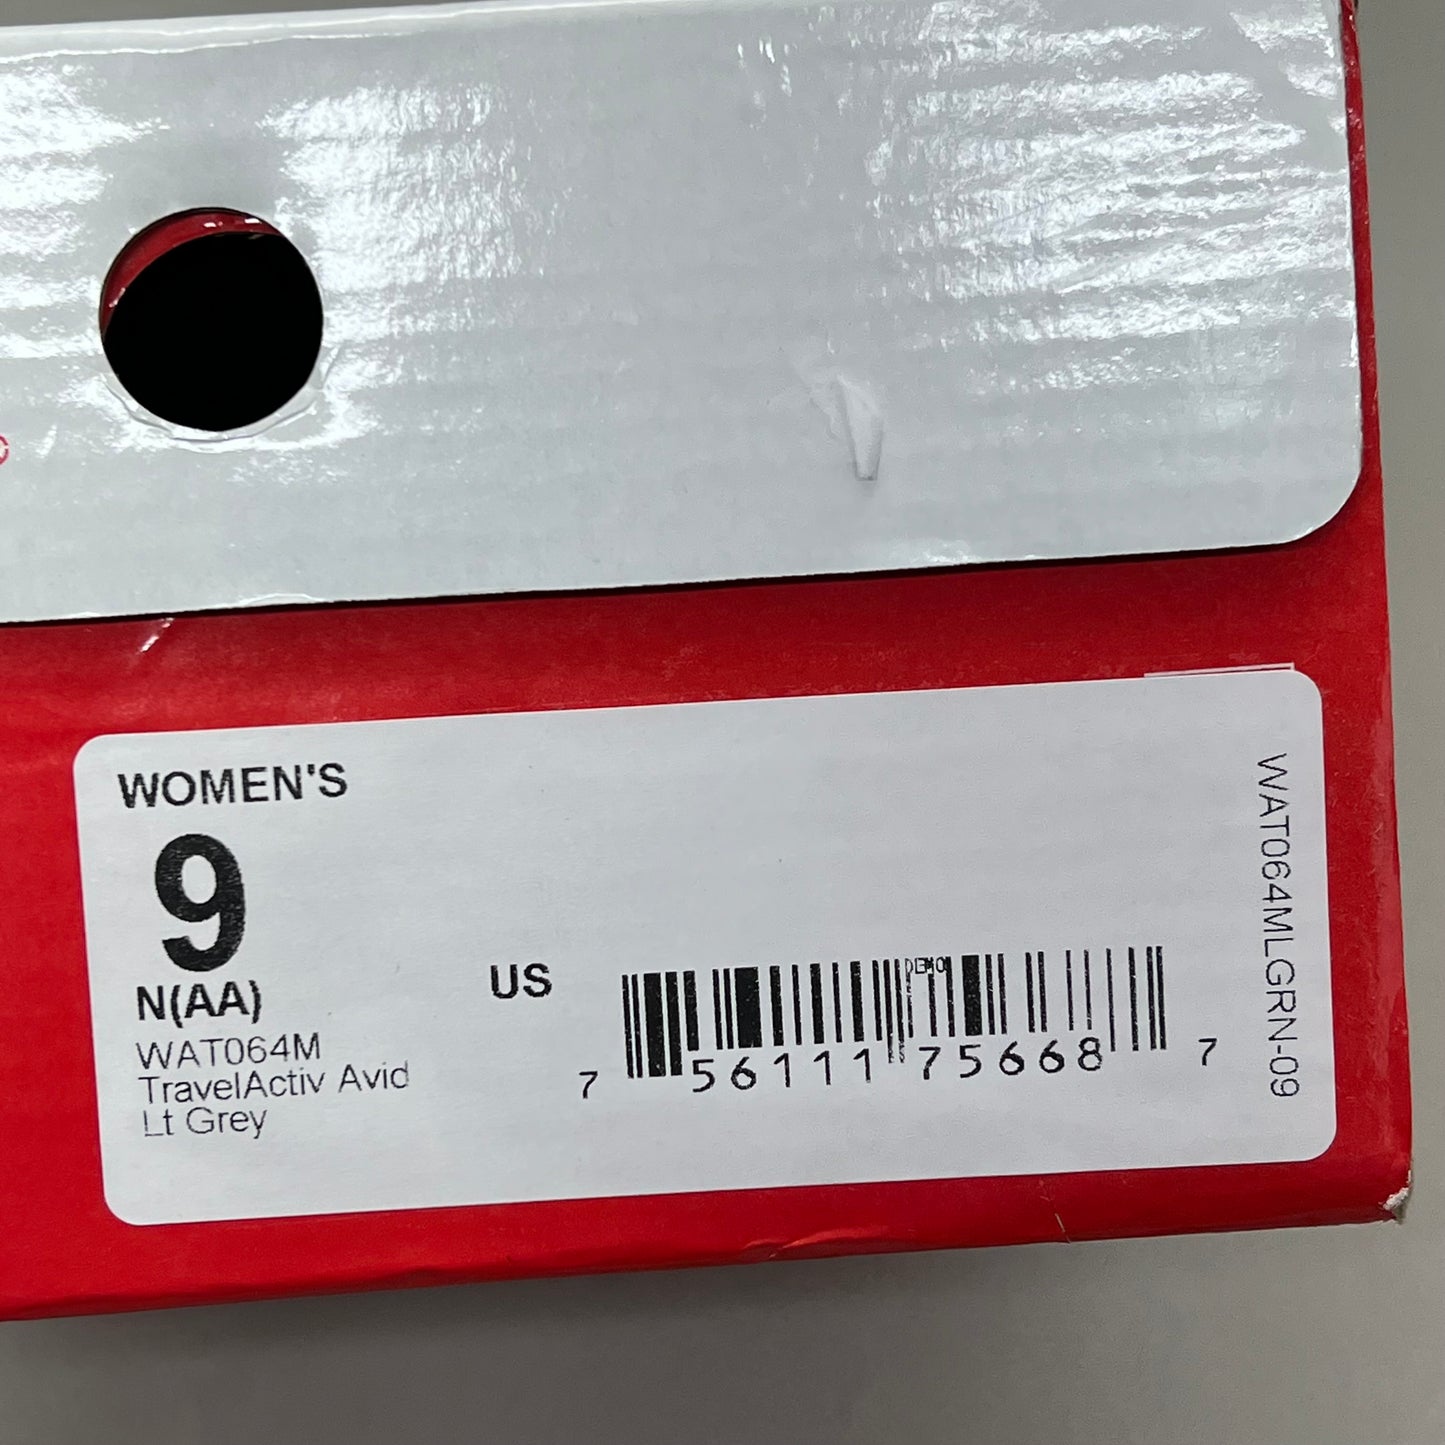 WOMEN'S
9
N(AA)
WAT064M
TravelActiv Avid
Lt Grey
US
DEMO
7 56111 75668 7
WAT064MLGRN-09